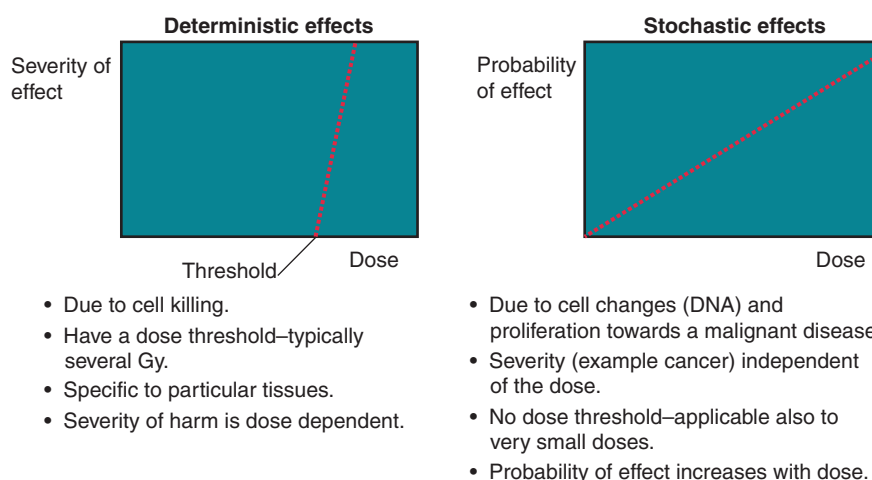 Deterministic effects
Severity of
effect
Threshold
Dose
• Due to cell killing.
• Have a dose threshold–typically
several Gy.
• Specific to particular tissues.
• Severity of harm is dose dependent.
Stochastic effects
Probability
of effect
Dose
• Due to cell changes (DNA) and
proliferation towards a malignant disease
• Severity (example cancer) independent
of the dose.
• No dose threshold–applicable also to
very small doses.
• Probability of effect increases with dose.